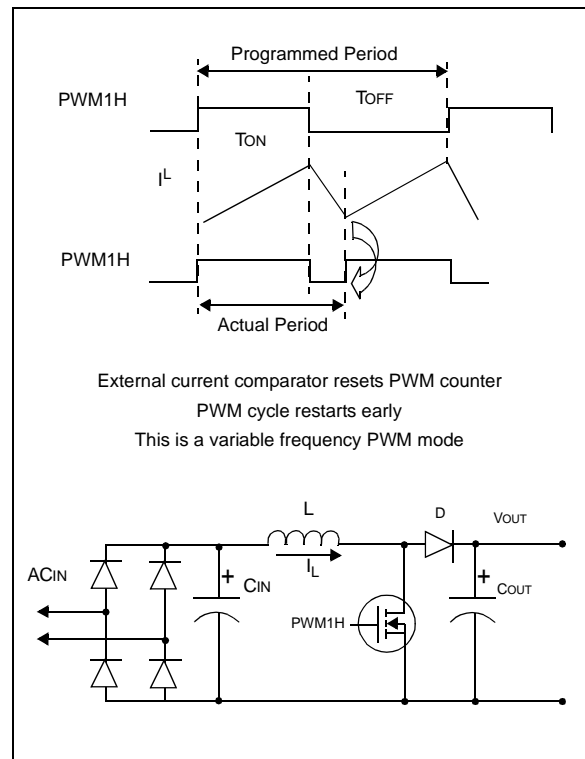 Programmed Period
PWM1H
TOFF
TON
IL
PWM1H
Actual Period
External current comparator resets PWM counter
PWM cycle restarts early
This is a variable frequency PWM mode
L
D
VOUT
ACIN
+
CIN
IL
+
COUT
PWM1H